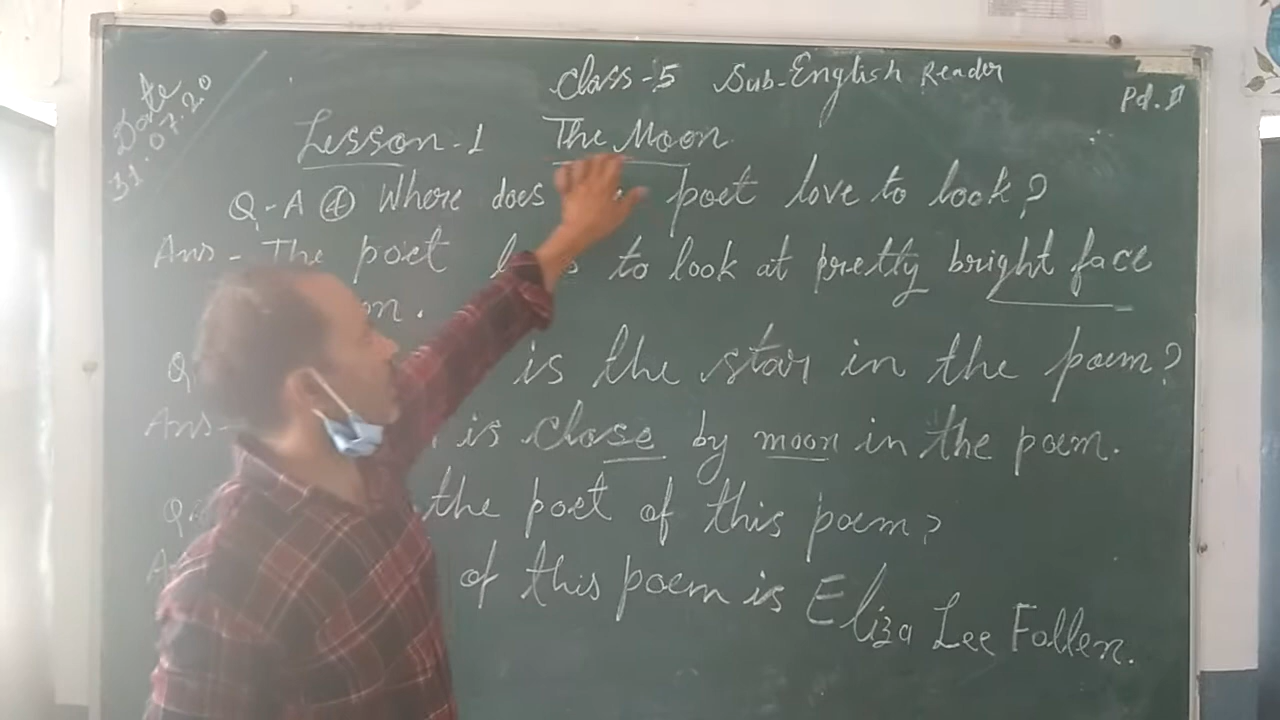 Date
31.07.20
Class-5 Sub-English Reader
Pd. II
Lesson-1 The Moon
Q-A ④ Where does poet love to look?
Ans- The poet to look at pretty bright face
on.
Q is the star in the poem?
Ans- is close by moon in the poem.
Q. the poet of this poem?
A of this poem is Eliza Lee Follen.